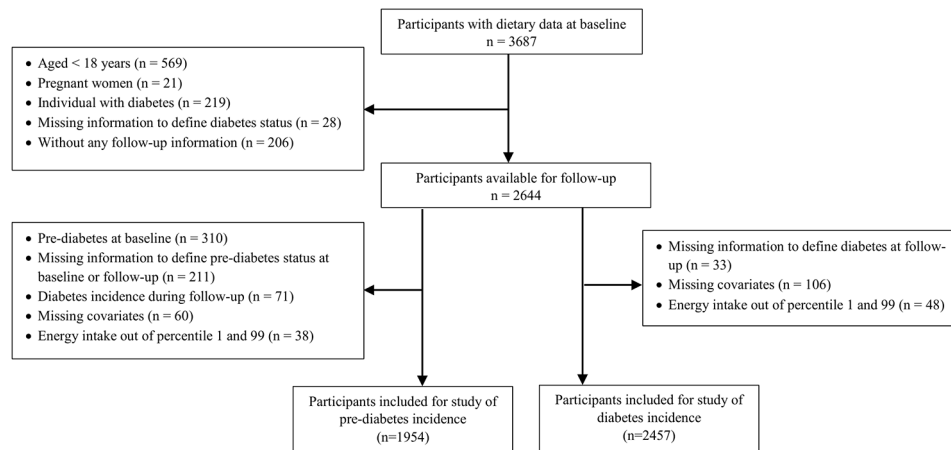 Participants with dietary data at baseline
n = 3687
• Aged < 18 years (n = 569)
• Pregnant women (n = 21)
• Individual with diabetes (n = 219)
• Missing information to define diabetes status (n = 28)
• Without any follow-up information (n = 206)
Participants available for follow-up
n = 2644
• Pre-diabetes at baseline (n = 310)
• Missing information to define pre-diabetes status at
baseline or follow-up (n = 211)
• Diabetes incidence during follow-up (n = 71)
• Missing covariates (n = 60)
• Energy intake out of percentile 1 and 99 (n = 38)
• Missing information to define diabetes at follow-
up (n = 33)
• Missing covariates (n = 106)
• Energy intake out of percentile 1 and 99 (n = 48)
Participants included for study of
pre-diabetes incidence
(n=1954)
Participants included for study of
diabetes incidence
(n=2457)